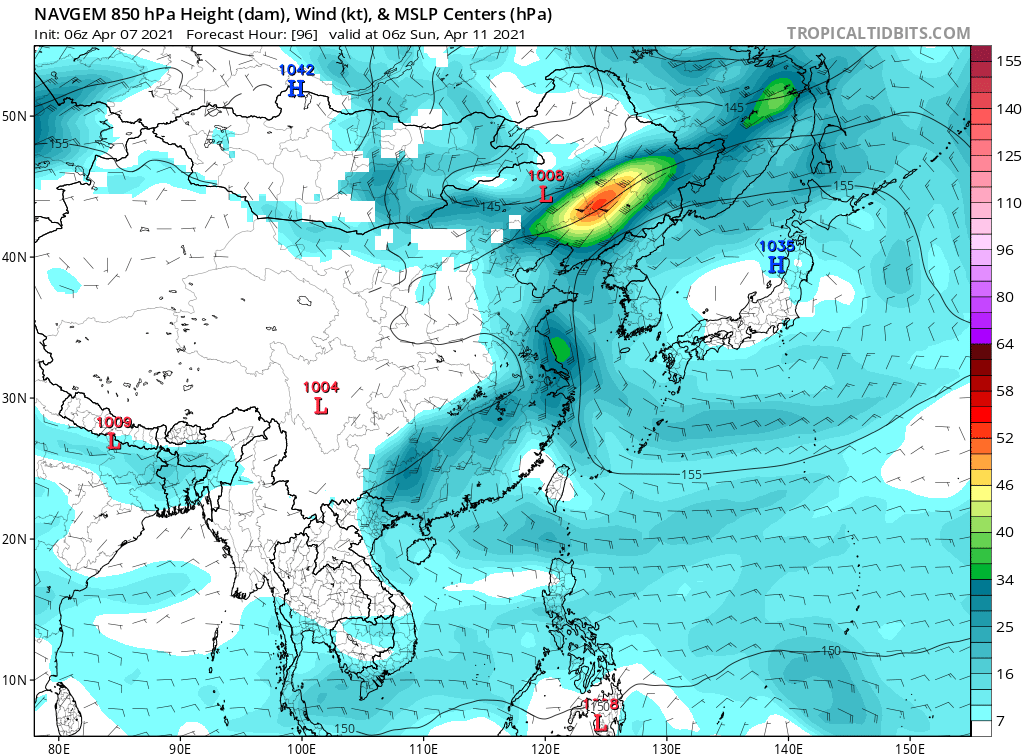 NAVGEM 850 hPa Height (dam), Wind (kt), & MSLP Centers (hPa)
Init: 06z Apr 07 2021 Forecast Hour: [96] valid at 06z Sun, Apr 11 2021
TROPICALTIDBITS.COM
155
1042
H
145
140
50N
155
125
1008
L
155
145
110
1035
H
96
40N
80
64
1004
L
58
30N
1009
L
52
155
46
40
20N
34
25
150
16
10N
L
150
150
7
80E
90E
100E
110E
120E
130E
140E
150E